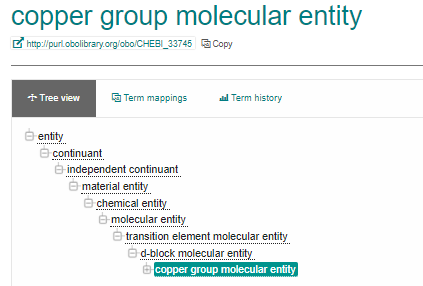 copper group molecular entity
http://purl.obolibrary.org/obo/CHEBI_33745 Copy
Tree view Term mappings Term history
entity
continuant
independent continuant
material entity
chemical entity
molecular entity
transition element molecular entity
d-block molecular entity
copper group molecular entity